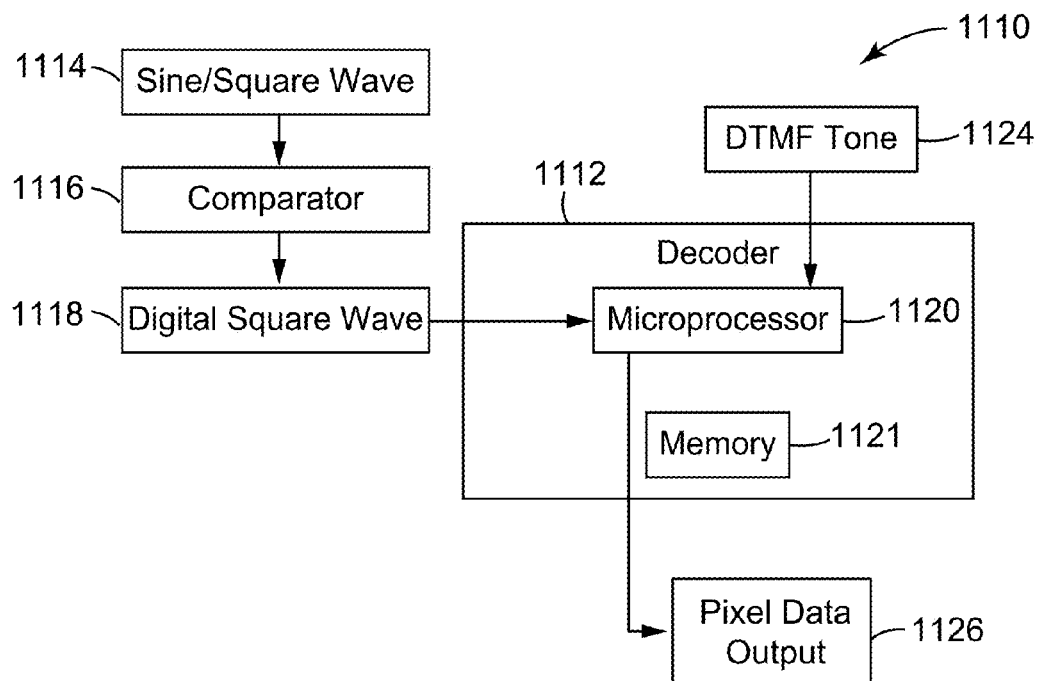 1110
1114
Sine/Square Wave
DTMF Tone
1124
1116
Comparator
1112
Decoder
1118
Digital Square Wave
Microprocessor
1120
Memory
1121
Pixel Data
Output
1126